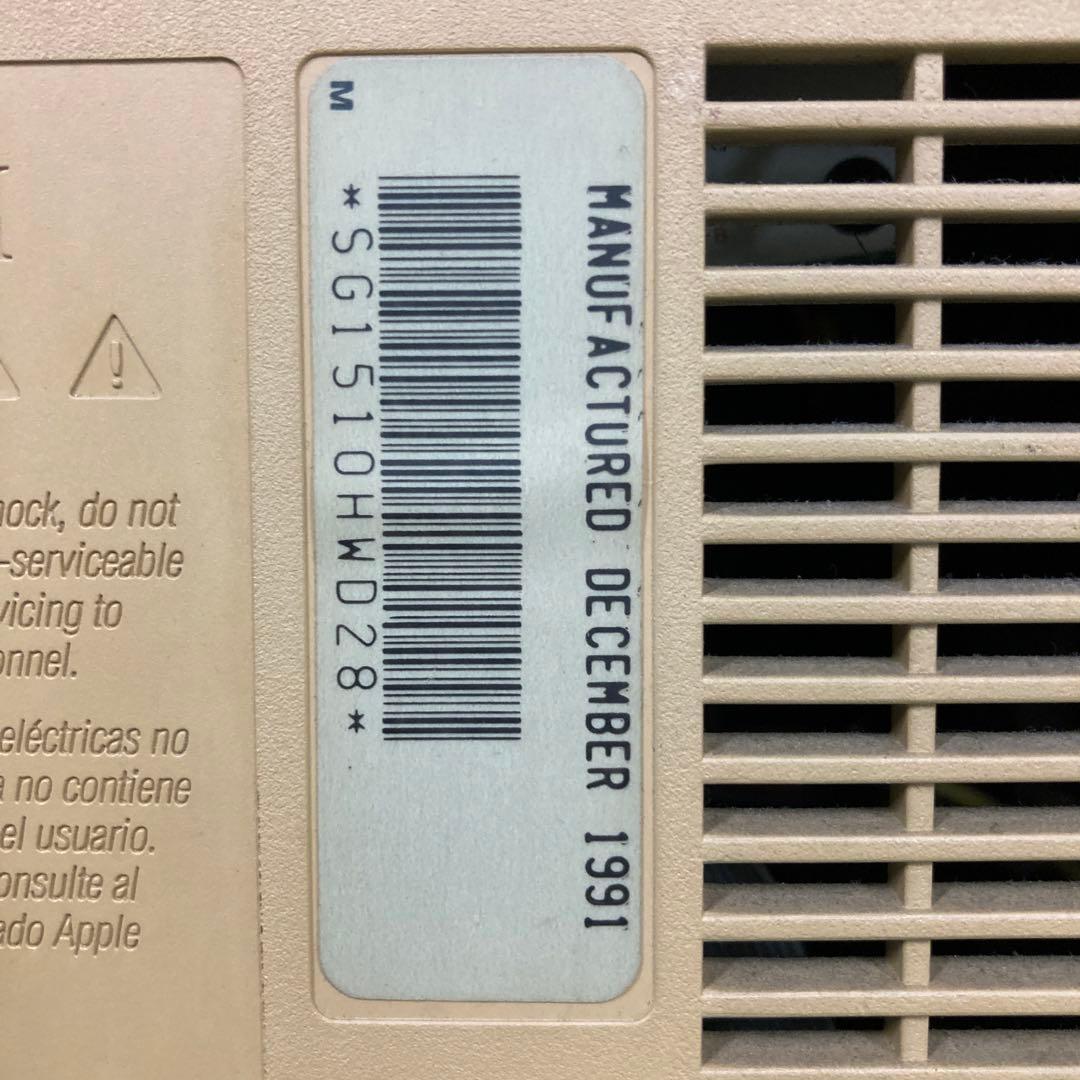 hock, do not
-serviceable
vicing to
onnel.
eléctricas no
a no contiene
el usuario.
onsulte al
ado Apple
M
*SG1510HWD28*
MANUFACTURED DECEMBER 1991